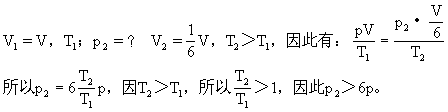 V₁=V，T₁；p₂=？ V₂=1/6 V，T₂＞T₁，因此有：pV/T₁=(p₂·V/6)/T₂
所以p₂=6 T₂/T₁ p，因T₂＞T₁，所以T₂/T₁＞1，因此p₂＞6p。